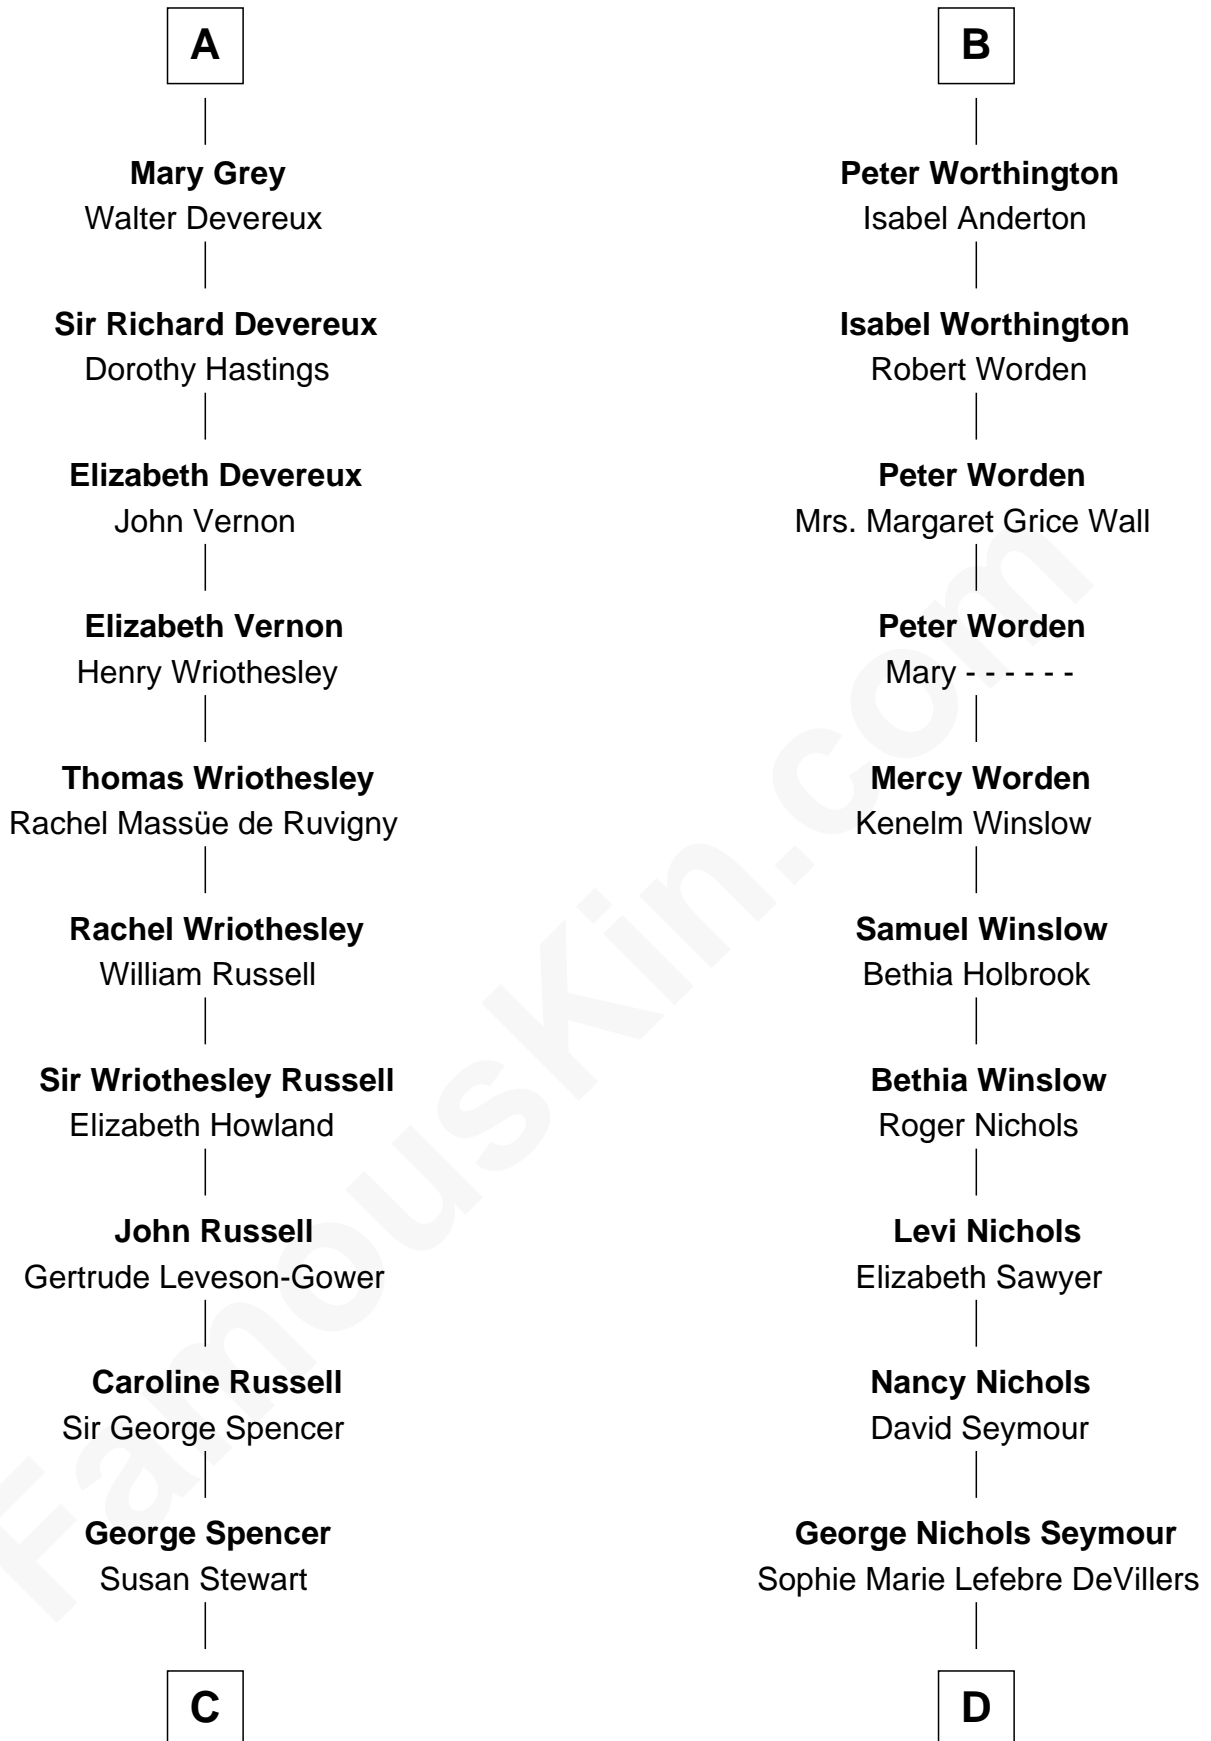 A
Mary Grey
Walter Devereux
Sir Richard Devereux
Dorothy Hastings
Elizabeth Devereux
John Vernon
Elizabeth Vernon
Henry Wriothesley
Thomas Wriothesley
Rachel Massüe de Ruvigny
Rachel Wriothesley
William Russell
Sir Wriothesley Russell
Elizabeth Howland
John Russell
Gertrude Leveson-Gower
Caroline Russell
Sir George Spencer
George Spencer
Susan Stewart
C
B
Peter Worthington
Isabel Anderton
Isabel Worthington
Robert Worden
Peter Worden
Mrs. Margaret Grice Wall
Peter Worden
Mary - - - - - -
Mercy Worden
Kenelm Winslow
Samuel Winslow
Bethia Holbrook
Bethia Winslow
Roger Nichols
Levi Nichols
Elizabeth Sawyer
Nancy Nichols
David Seymour
George Nichols Seymour
Sophie Marie Lefebre DeVillers
D
FamousKin.com